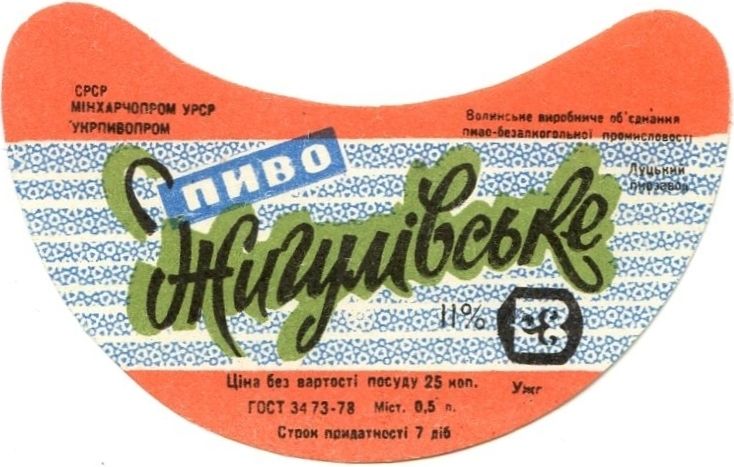 СРСР
МІНХАРЧОПРОМ УРСР
УКРПИВОПРОМ
Волинське виробниче об'єднання
пиво-безалкогольної промисловості
Луцький
пивзавод
ПИВО
Жигулівське
11%
Ціна без вартості посуду 25 коп.
Ужг
ГОСТ 3473-78 Міст. 0,5 л.
Строк придатності 7 діб